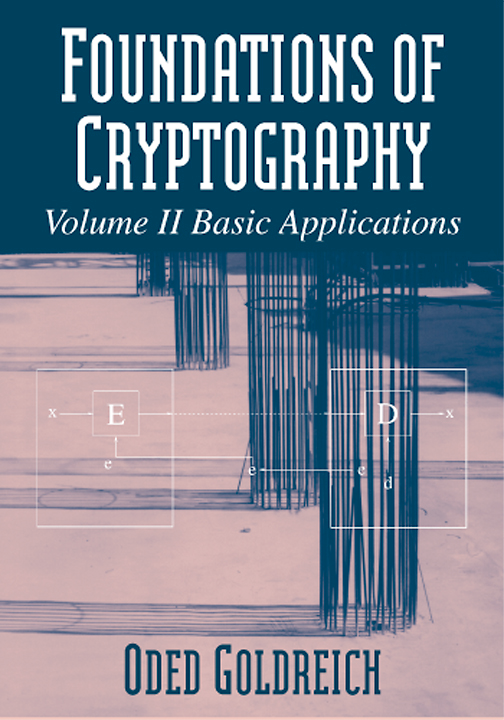 FOUNDATIONS OF
CRYPTOGRAPHY
Volume II Basic Applications
x E D x
e e e
d
ODED GOLDREICH